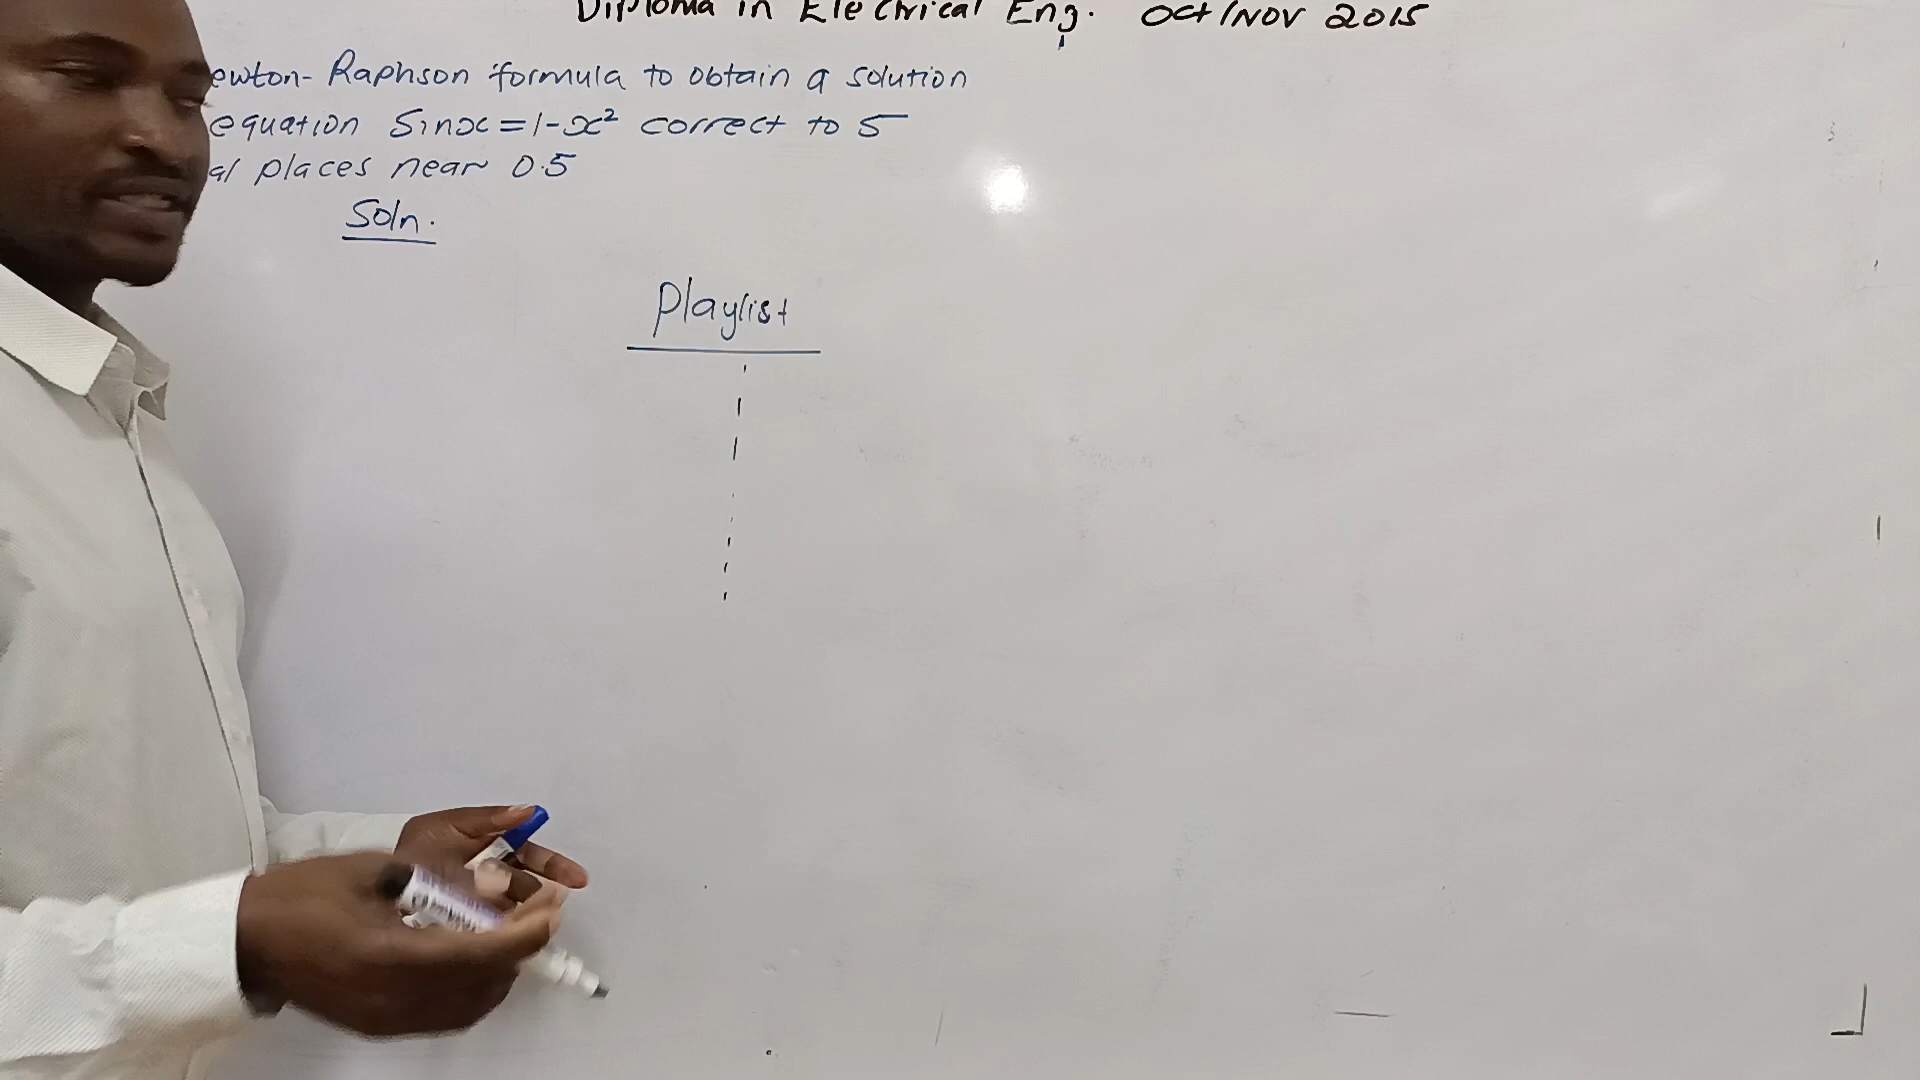 Diploma in Electrical Eng. Oct/Nov 2015
ewton-Raphson formula to obtain a solution
equation Sinx = 1-x² correct to 5
al places near 0.5
Soln.
Playlist